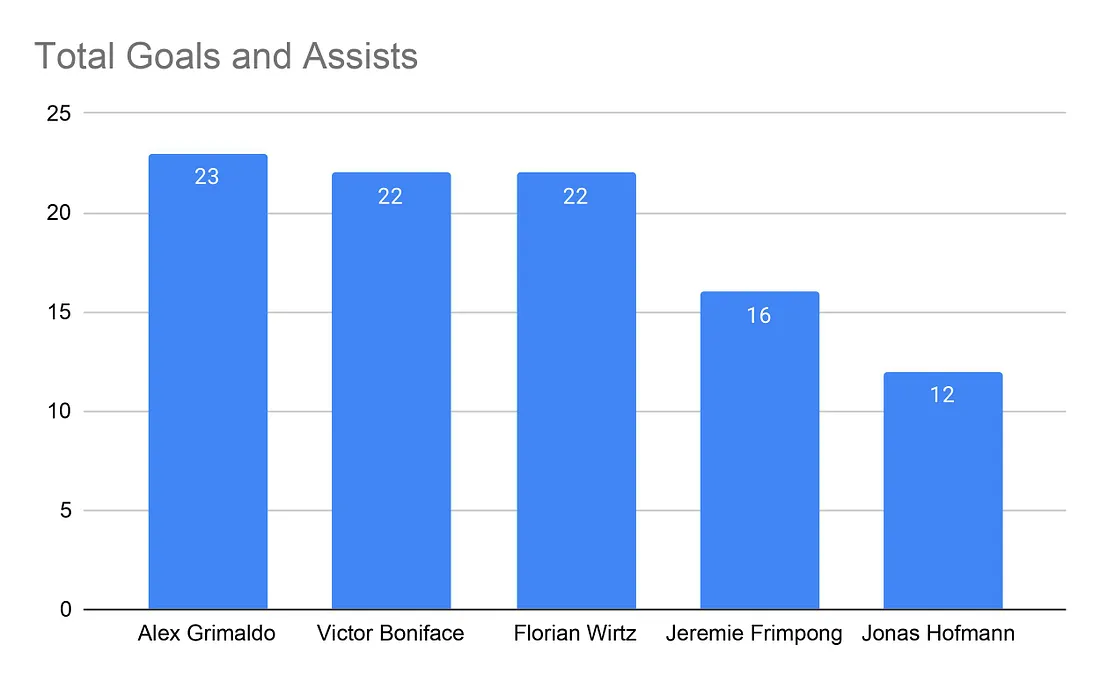 Total Goals and Assists
25
20
15
10
5
0
23
22
22
16
12
Alex Grimaldo
Victor Boniface
Florian Wirtz
Jeremie Frimpong
Jonas Hofmann